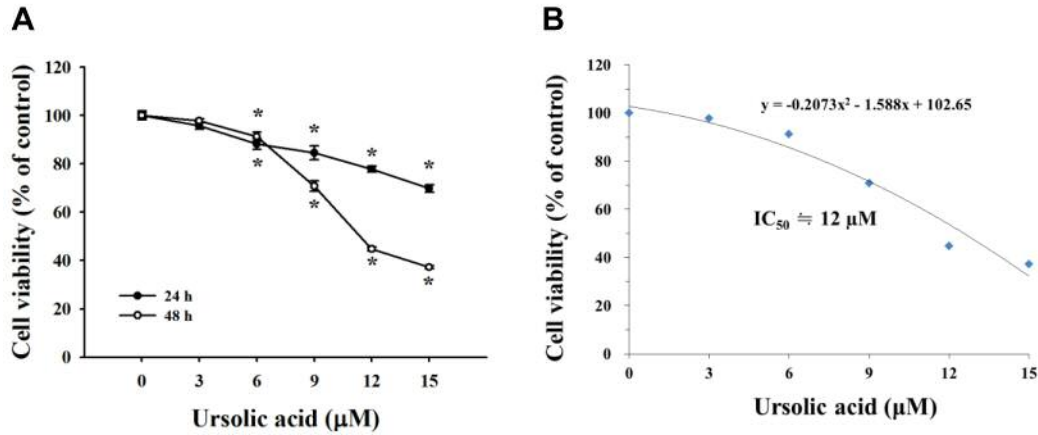 A
Cell viability (% of control)
120
100
80
60
40
20
0
*
*
*
*
*
*
*
*
24 h
48 h
0 3 6 9 12 15
Ursolic acid (μM)
B
Cell viability (% of control)
120
100
80
60
40
20
0
y = -0.2073x² - 1.588x + 102.65
IC₅₀ ≒ 12 μM
0 3 6 9 12 15
Ursolic acid (μM)